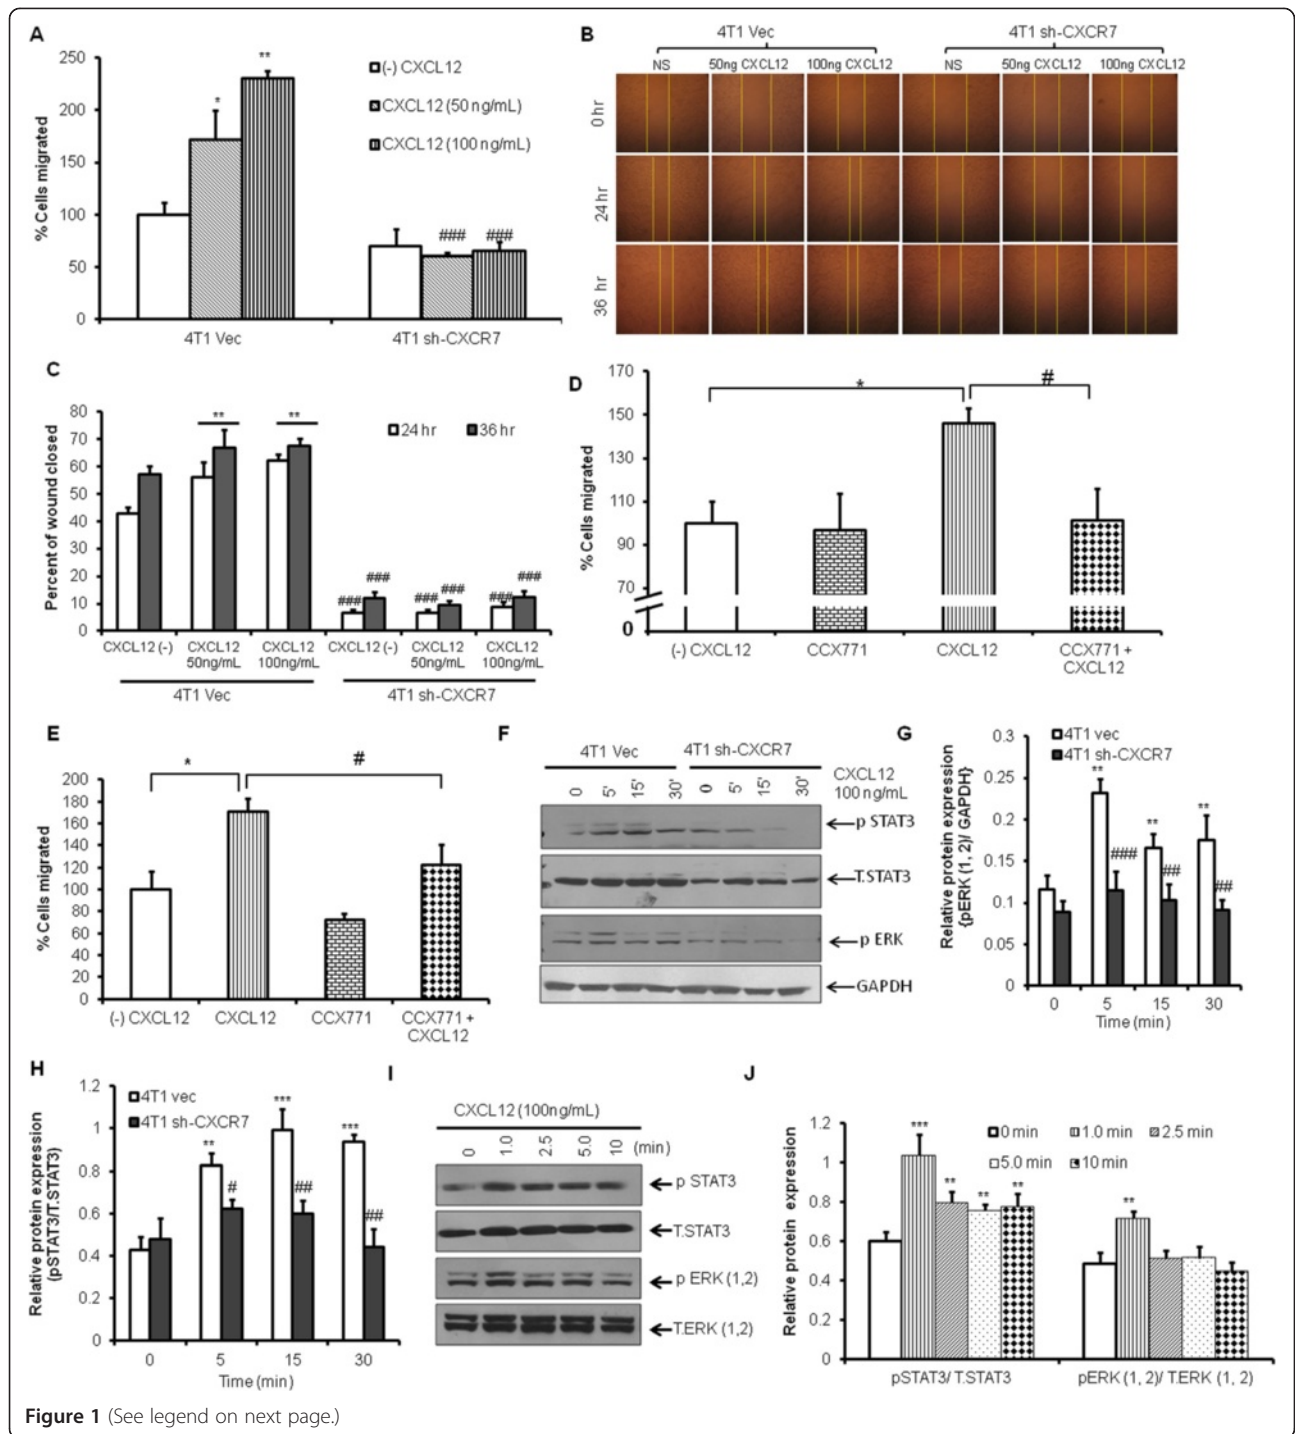 A
% Cells migrated
250
200
150
100
50
0
*
**
###
###
(-) CXCL12
CXCL12 (50 ng/mL)
CXCL12 (100 ng/mL)
4T1 Vec
4T1 sh-CXCR7
B
4T1 Vec
4T1 sh-CXCR7
NS
50ng CXCL12
100ng CXCL12
NS
50ng CXCL12
100ng CXCL12
0 hr
24 hr
36 hr
C
Percent of wound closed
80
70
60
50
40
30
20
10
0
**
**
###
###
###
###
###
###
24 hr
36 hr
CXCL12 (-)
CXCL12
50ng/mL
CXCL12
100ng/mL
CXCL12 (-)
CXCL12
50ng/mL
CXCL12
100ng/mL
4T1 Vec
4T1 sh-CXCR7
D
% Cells migrated
170
150
130
110
90
70
0
*
#
(-) CXCL12
CCX771
CXCL12
CCX771 +
CXCL12
E
% Cells migrated
200
180
160
140
120
100
80
60
40
20
0
*
#
(-) CXCL12
CXCL12
CCX771
CCX771 +
CXCL12
F
4T1 Vec
4T1 sh-CXCR7
0
5'
15'
30'
0
5'
15'
30'
CXCL12
100 ng/mL
p STAT3
T.STAT3
p ERK
GAPDH
G
Relative protein expression
{pERK (1, 2)/ GAPDH}
0.3
0.25
0.2
0.15
0.1
0.05
0
4T1 vec
4T1 sh-CXCR7
**
**
**
###
##
##
0
5
15
30
Time (min)
H
Relative protein expression
(pSTAT3/T.STAT3)
1.2
1
0.8
0.6
0.4
0.2
0
4T1 vec
4T1 sh-CXCR7
**
***
***
#
##
##
0
5
15
30
Time (min)
I
CXCL12 (100ng/mL)
0
1.0
2.5
5.0
10
(min)
p STAT3
T.STAT3
p ERK (1,2)
T.ERK (1,2)
J
Relative protein expression
1.2
1
0.8
0.6
0.4
0.2
0
0 min
1.0 min
2.5 min
5.0 min
10 min
***
**
**
**
**
pSTAT3/ T.STAT3
pERK (1, 2)/ T.ERK (1, 2)
Figure 1 (See legend on next page.)